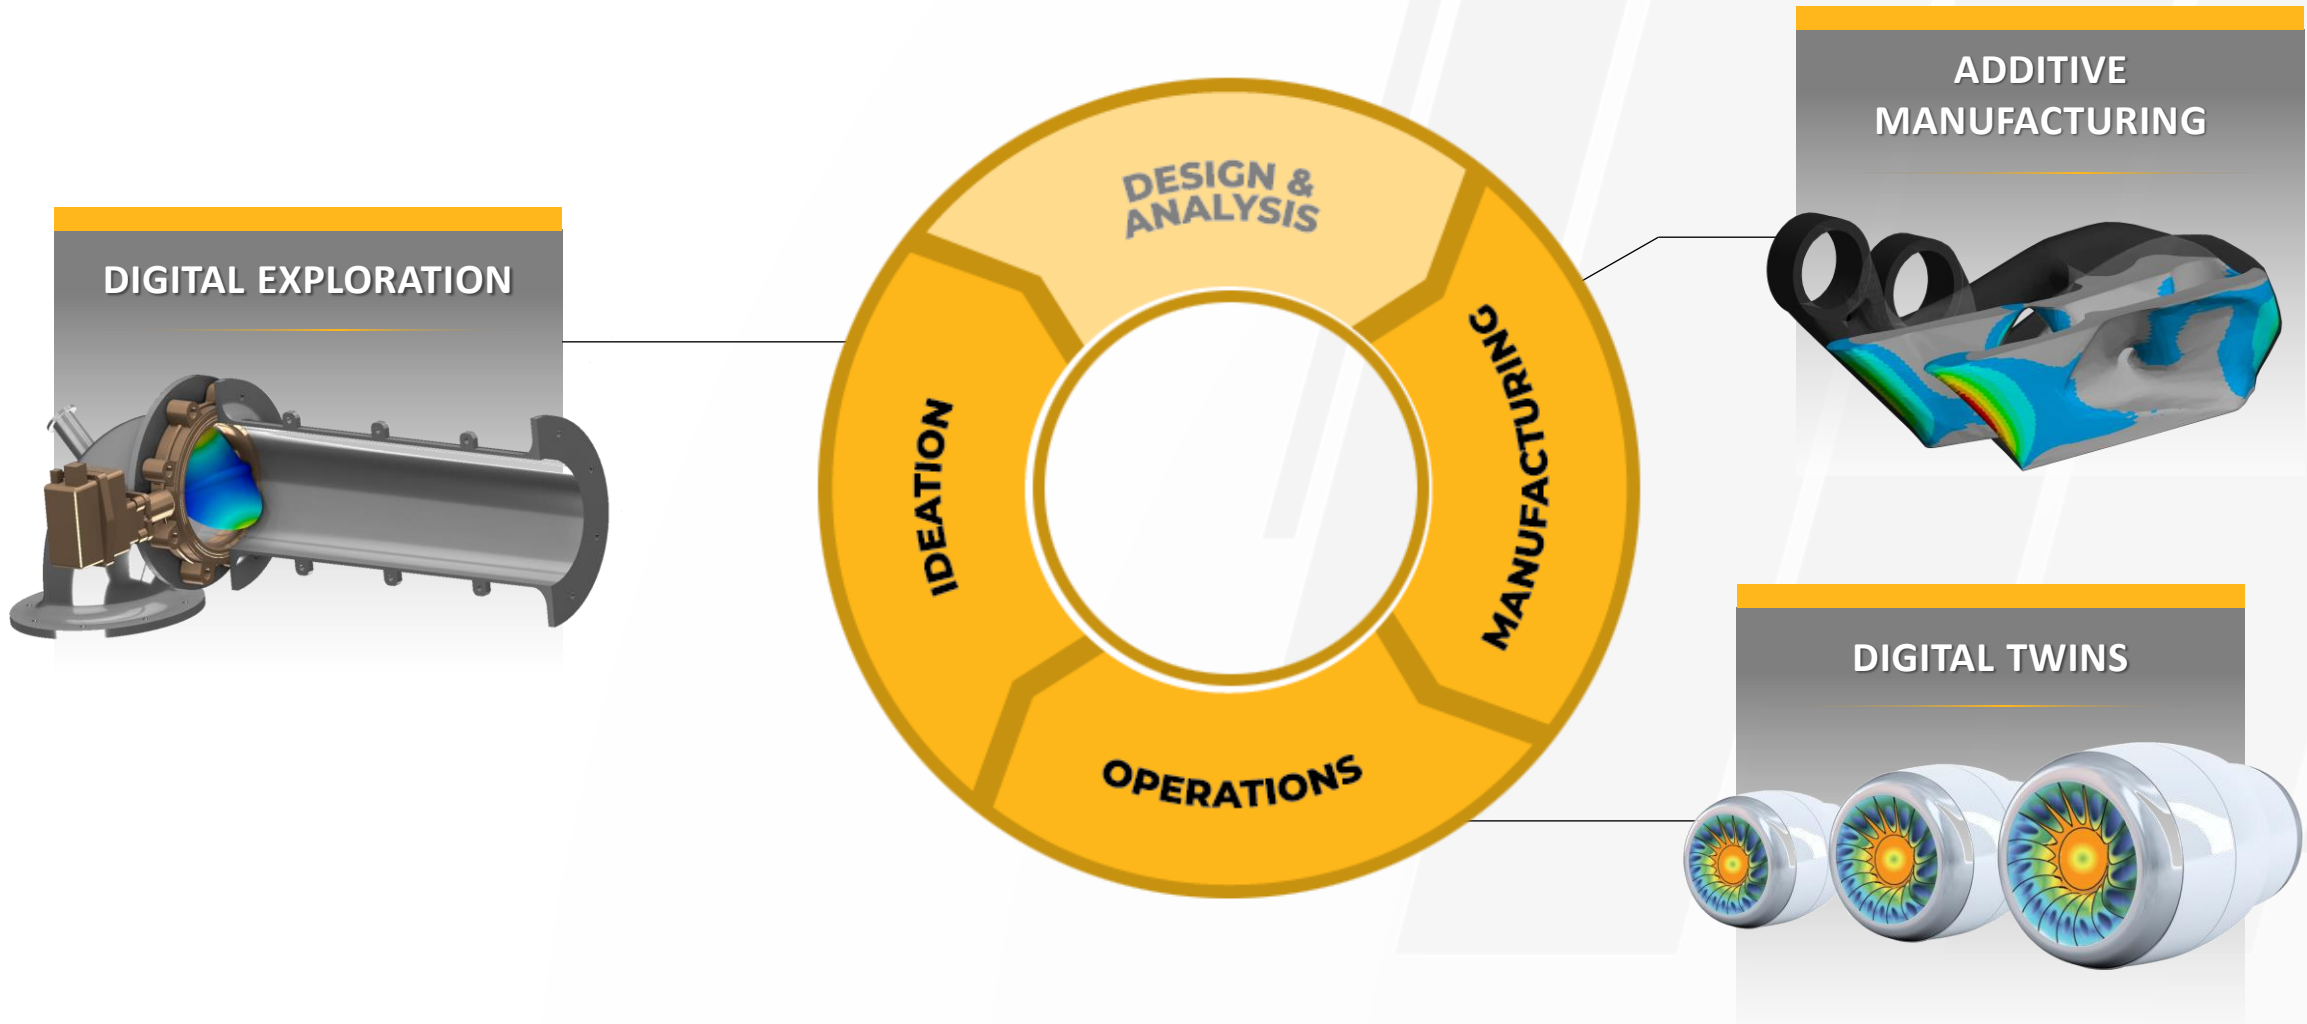 DIGITAL EXPLORATION
DESIGN &
ANALYSIS
IDEATION
MANUFACTURING
OPERATIONS
ADDITIVE
MANUFACTURING
DIGITAL TWINS